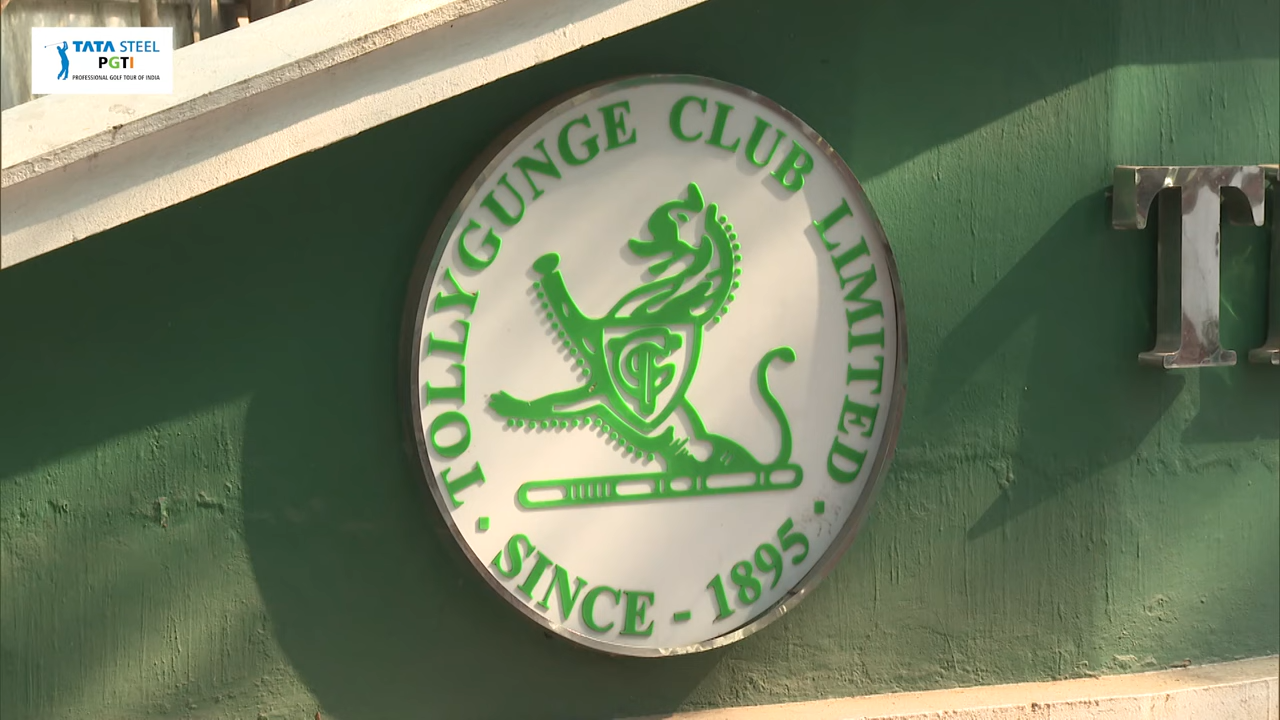 TATA STEEL
PGTI
PROFESSIONAL GOLF TOUR OF INDIA
TOLLYGUNGE CLUB LIMITED
· SINCE - 1895 ·
T